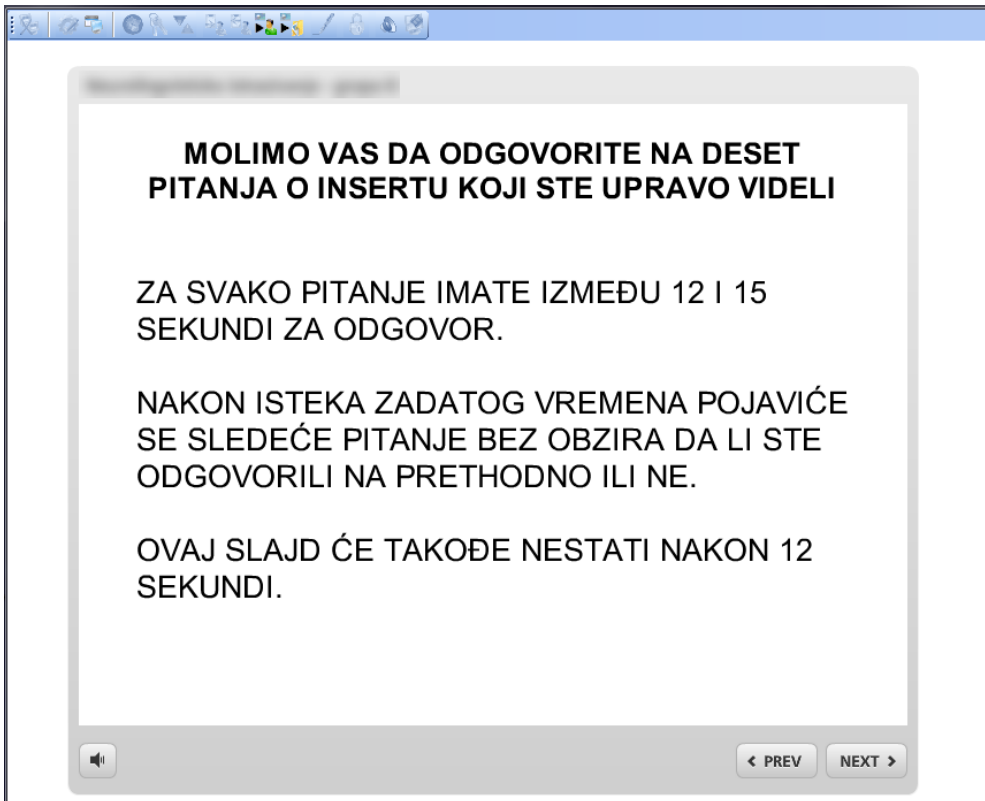 MOLIMO VAS DA ODGOVORITE NA DESET
PITANJA O INSERTU KOJI STE UPRAVO VIDELI
ZA SVAKO PITANJE IMATE IZMEĐU 12 I 15
SEKUNDI ZA ODGOVOR.
NAKON ISTEKA ZADATOG VREMENA POJAVIĆE
SE SLEDEĆE PITANJE BEZ OBZIRA DA LI STE
ODGOVORILI NA PRETHODNO ILI NE.
OVAJ SLAJD ĆE TAKOĐE NESTATI NAKON 12
SEKUNDI.
PREV
NEXT